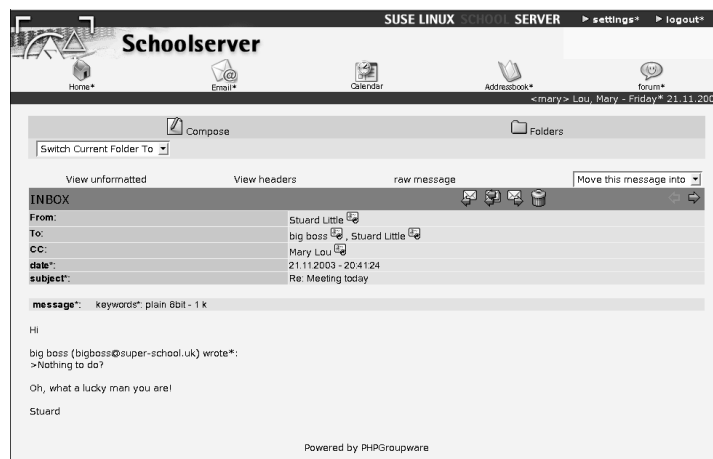 SUSE LINUX SCHOOL SERVER settings* logout*
Schoolserver
Home* Email* Calendar Addressbook* forum*
<mary> Lou, Mary - Friday* 21.11.200
Compose Folders
Switch Current Folder To
View unformatted View headers raw message Move this message into
INBOX
From: Stuard Little
To: big boss , Stuard Little
CC: Mary Lou
date*: 21.11.2003 - 20:41:24
subject*: Re: Meeting today
message*: keywords*: plain 8bit - 1 k
Hi
big boss (bigboss@super-school.uk) wrote*:
>Nothing to do?
Oh, what a lucky man you are!
Stuard
Powered by PHPGroupware